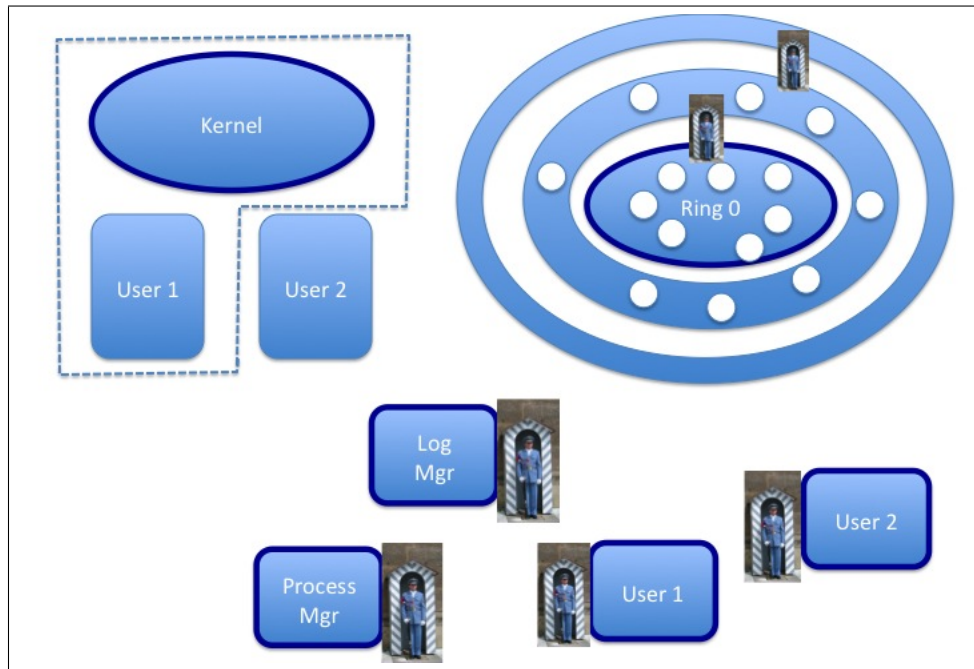 Kernel
User 1
User 2
Ring 0
Log
Mgr
Process
Mgr
User 1
User 2